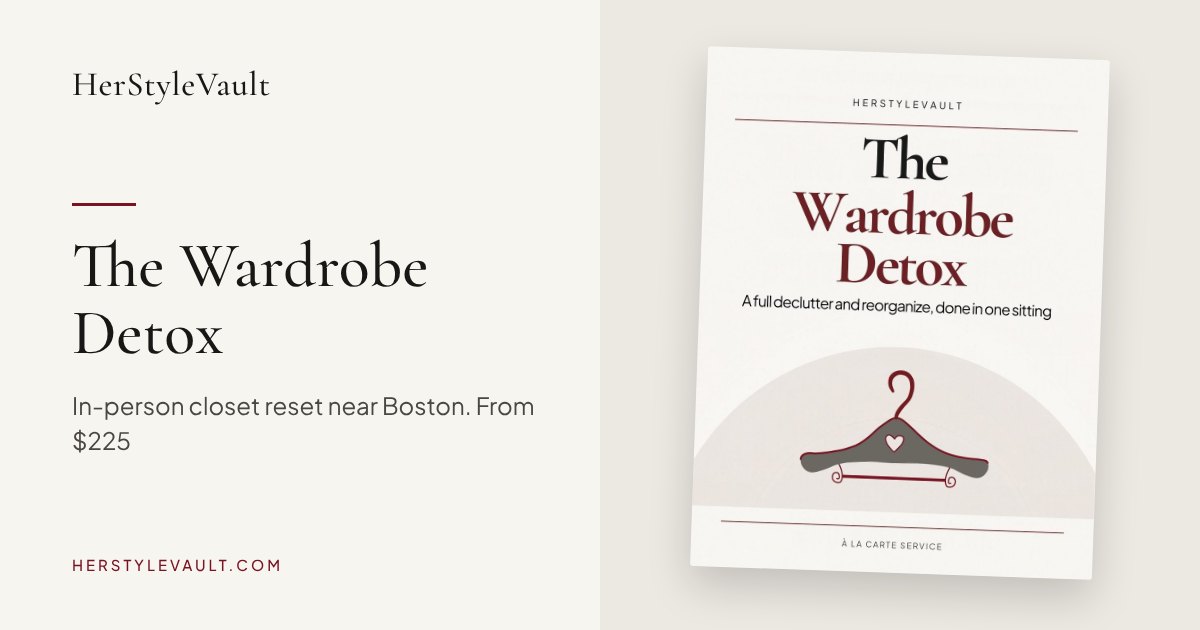 HerStyleVault
The Wardrobe
Detox
In-person closet reset near Boston. From
$225
HERSTYLEVAULT.COM
HERSTYLEVAULT
The
Wardrobe
Detox
A full declutter and reorganize, done in one sitting
À LA CARTE SERVICE